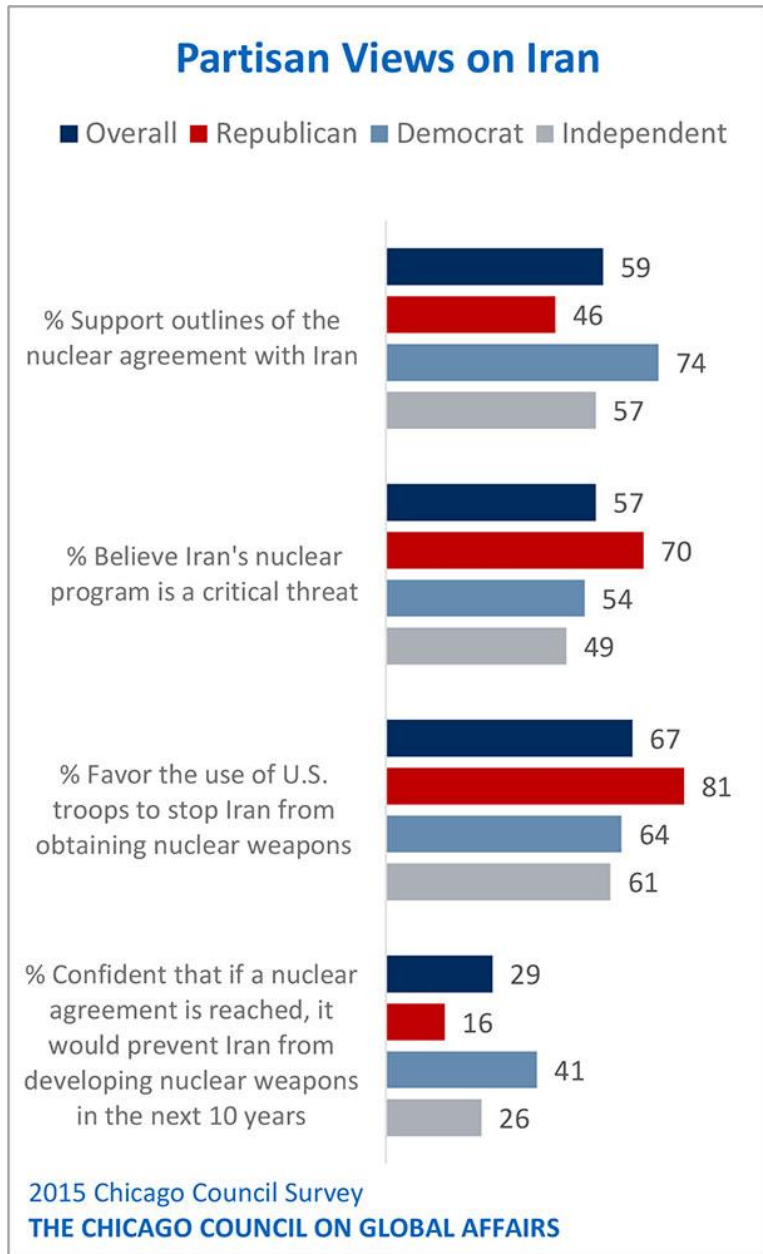 Partisan Views on Iran
Overall Republican Democrat Independent
% Support outlines of the
nuclear agreement with Iran
59
46
74
57
% Believe Iran's nuclear
program is a critical threat
57
70
54
49
% Favor the use of U.S.
troops to stop Iran from
obtaining nuclear weapons
67
81
64
61
% Confident that if a nuclear
agreement is reached, it
would prevent Iran from
developing nuclear weapons
in the next 10 years
29
16
41
26
2015 Chicago Council Survey
THE CHICAGO COUNCIL ON GLOBAL AFFAIRS